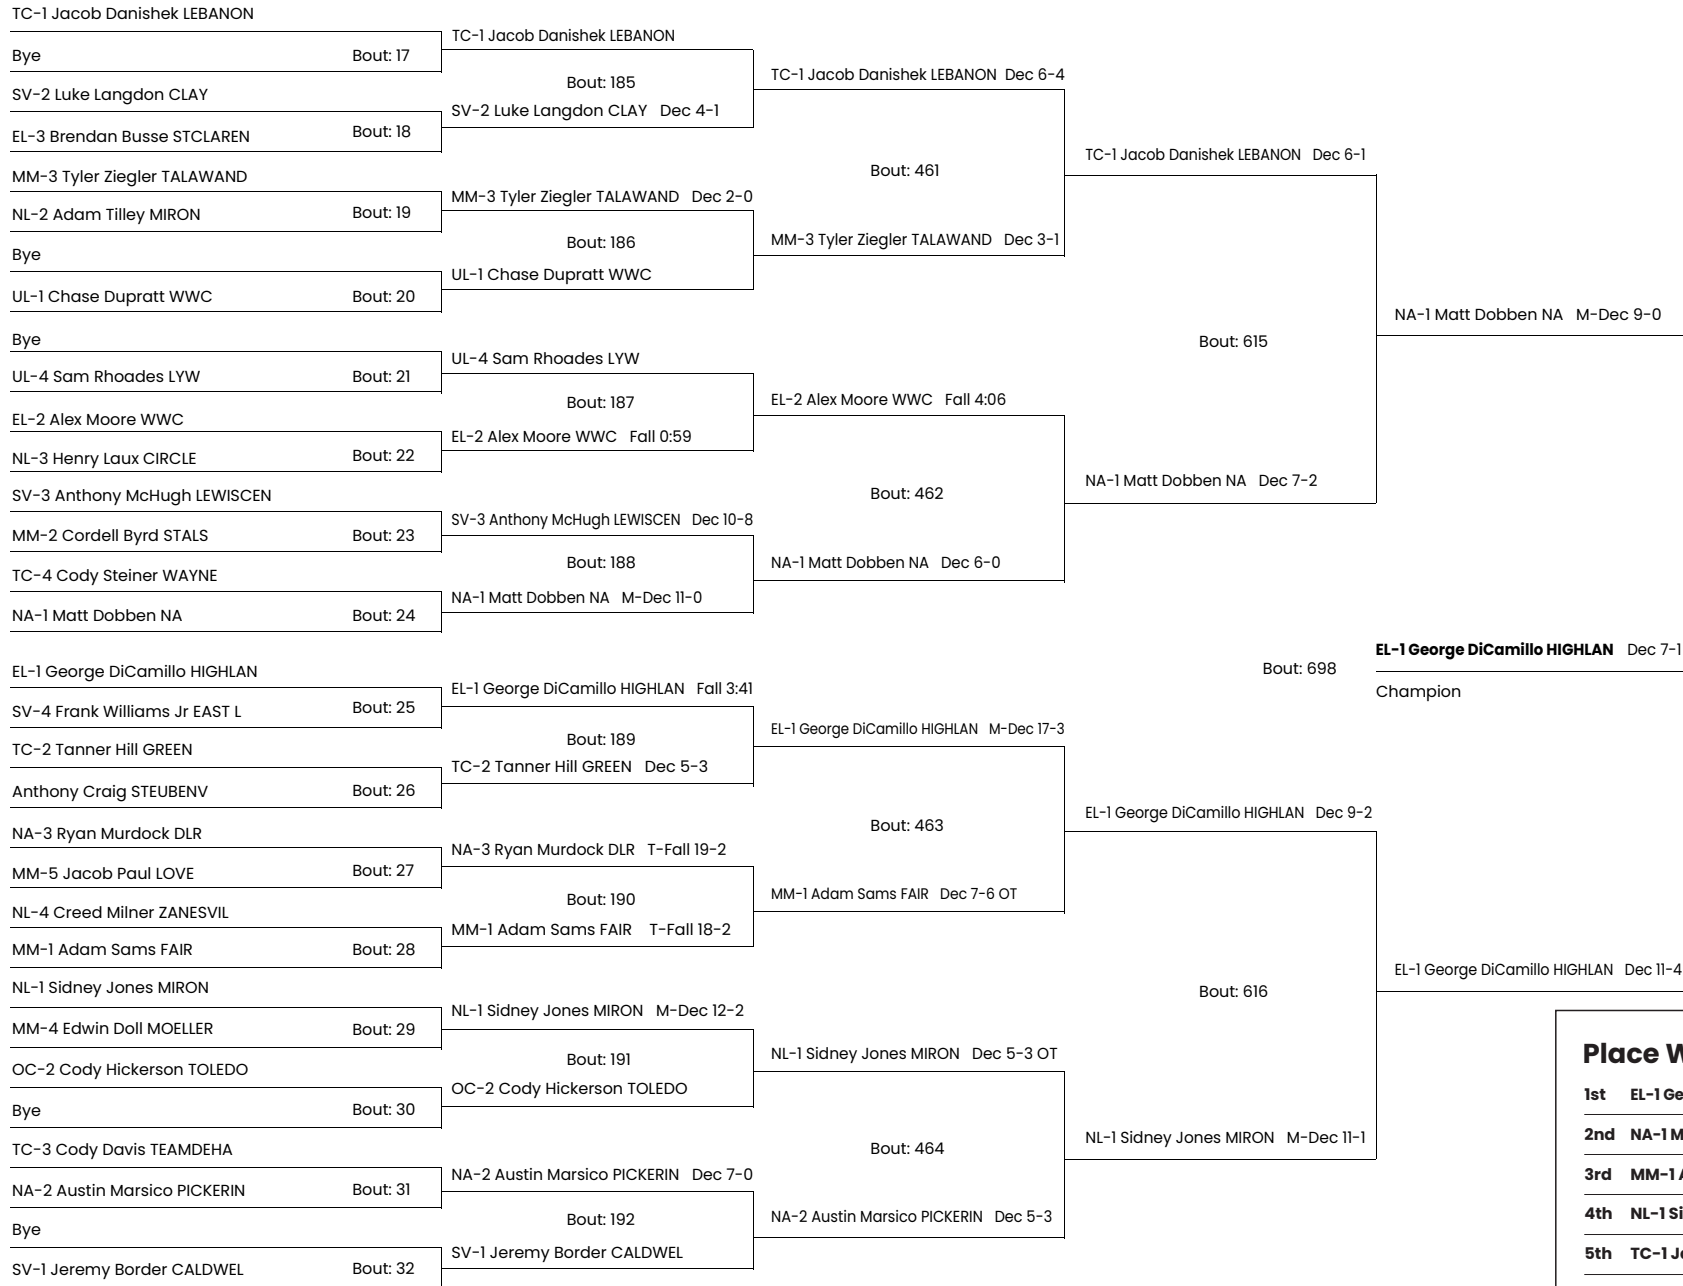 TC-1 Jacob Danishek LEBANON
Bye Bout: 17
SV-2 Luke Langdon CLAY
EL-3 Brendan Busse STCLAREN Bout: 18
MM-3 Tyler Ziegler TALAWAND
NL-2 Adam Tilley MIRON Bout: 19
Bye
UL-1 Chase Dupratt WWC Bout: 20
Bye
UL-4 Sam Rhoades LYW Bout: 21
EL-2 Alex Moore WWC
NL-3 Henry Laux CIRCLE Bout: 22
SV-3 Anthony McHugh LEWISCEN
MM-2 Cordell Byrd STALS Bout: 23
TC-4 Cody Steiner WAYNE
NA-1 Matt Dobben NA Bout: 24
EL-1 George DiCamillo HIGHLAN
SV-4 Frank Williams Jr EAST L Bout: 25
TC-2 Tanner Hill GREEN
Anthony Craig STEUBENV Bout: 26
NA-3 Ryan Murdock DLR
MM-5 Jacob Paul LOVE Bout: 27
NL-4 Creed Milner ZANESVIL
MM-1 Adam Sams FAIR Bout: 28
NL-1 Sidney Jones MIRON
MM-4 Edwin Doll MOELLER Bout: 29
OC-2 Cody Hickerson TOLEDO
Bye Bout: 30
TC-3 Cody Davis TEAMDEHA
NA-2 Austin Marsico PICKERIN Bout: 31
Bye
SV-1 Jeremy Border CALDWEL Bout: 32
TC-1 Jacob Danishek LEBANON
Bout: 185
SV-2 Luke Langdon CLAY Dec 4-1
MM-3 Tyler Ziegler TALAWAND Dec 2-0
Bout: 186
UL-1 Chase Dupratt WWC
UL-4 Sam Rhoades LYW
Bout: 187
EL-2 Alex Moore WWC Fall 0:59
SV-3 Anthony McHugh LEWISCEN Dec 10-8
Bout: 188
NA-1 Matt Dobben NA M-Dec 11-0
EL-1 George DiCamillo HIGHLAN Fall 3:41
Bout: 189
TC-2 Tanner Hill GREEN Dec 5-3
NA-3 Ryan Murdock DLR T-Fall 19-2
Bout: 190
MM-1 Adam Sams FAIR T-Fall 18-2
NL-1 Sidney Jones MIRON M-Dec 12-2
Bout: 191
OC-2 Cody Hickerson TOLEDO
NA-2 Austin Marsico PICKERIN Dec 7-0
Bout: 192
SV-1 Jeremy Border CALDWEL
TC-1 Jacob Danishek LEBANON Dec 6-4
Bout: 461
MM-3 Tyler Ziegler TALAWAND Dec 3-1
EL-2 Alex Moore WWC Fall 4:06
Bout: 462
NA-1 Matt Dobben NA Dec 6-0
EL-1 George DiCamillo HIGHLAN M-Dec 17-3
Bout: 463
MM-1 Adam Sams FAIR Dec 7-6 OT
NL-1 Sidney Jones MIRON Dec 5-3 OT
Bout: 464
NA-2 Austin Marsico PICKERIN Dec 5-3
TC-1 Jacob Danishek LEBANON Dec 6-1
Bout: 615
NA-1 Matt Dobben NA Dec 7-2
EL-1 George DiCamillo HIGHLAN Dec 9-2
Bout: 616
NL-1 Sidney Jones MIRON M-Dec 11-1
NA-1 Matt Dobben NA M-Dec 9-0
Bout: 698
EL-1 George DiCamillo HIGHLAN Dec 7-1
Champion
EL-1 George DiCamillo HIGHLAN Dec 11-4
Place W
1st EL-1 Ge
2nd NA-1 M
3rd MM-1 A
4th NL-1 Si
5th TC-1 Ja